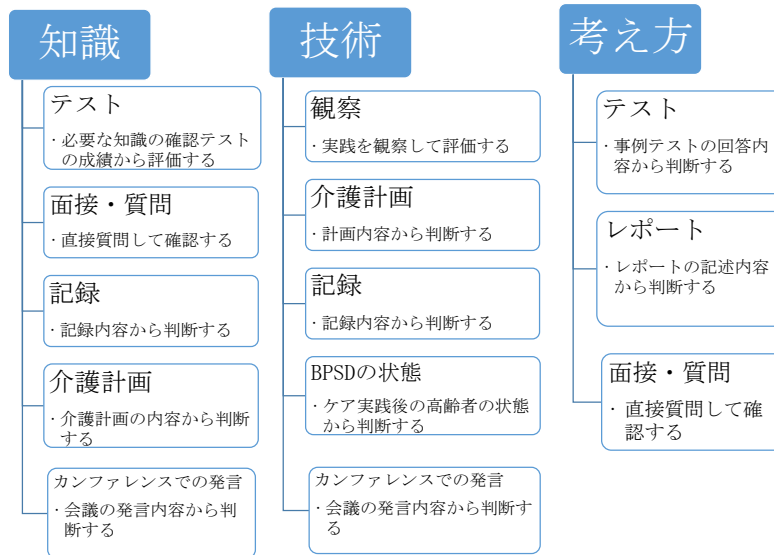 知識
テスト
・必要な知識の確認テスト
の成績から評価する
面接・質問
・直接質問して確認する
記録
・記録内容から判断する
介護計画
・介護計画の内容から判断
する
カンファレンスでの発言
・会議の発言内容から判
断する
技術
観察
・実践を観察して評価する
介護計画
・計画内容から判断する
記録
・記録内容から判断する
BPSDの状態
・ケア実践後の高齢者の状態
から判断する
カンファレンスでの発言
・会議の発言内容から判断す
る
考え方
テスト
・事例テストの回答内
容から判断する
レポート
・レポートの記述内容
から判断する
面接・質問
・直接質問して確
認する